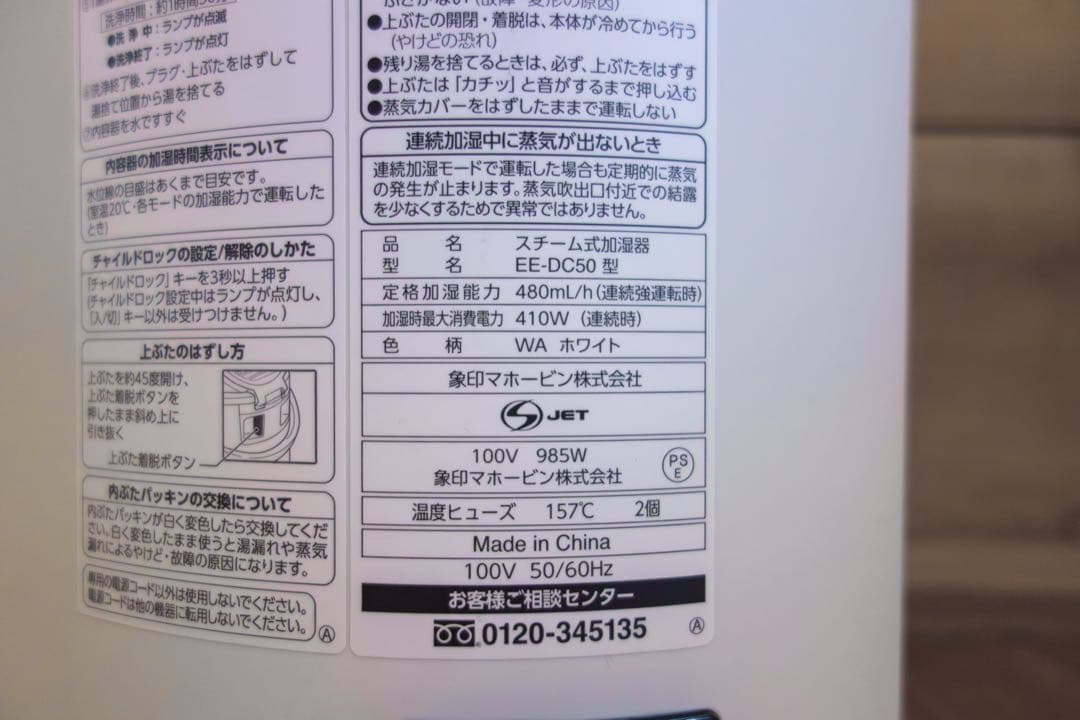 洗浄時間：約1時間30分
●洗 浄 中：ランプが点滅
●洗浄終了：ランプが点灯
⑥洗浄終了後、プラグ・上ぶたをはずして
湯捨て位置から湯を捨てる
⑦内容器を水ですすぐ
内容器の加湿時間表示について
水位線の目盛はあくまで目安です。
(室温20℃・各モードの加湿能力で運転した
とき)
チャイルドロックの設定/解除のしかた
「チャイルドロック」キーを3秒以上押す
(チャイルドロック設定中はランプが点灯し、
「入/切」キー以外は受けつけません。)
上ぶたのはずし方
上ぶたを約45度開け、
上ぶた着脱ボタンを
押したまま斜め上に
引き抜く
上ぶた着脱ボタン
内ぶたパッキンの交換について
内ぶたパッキンが白く変色したら交換してくだ
さい。白く変色したまま使うと湯漏れや蒸気
漏れによるやけど・故障の原因になります。
専用の電源コード以外は使用しないでください。
電源コードは他の機器に転用しないでください。
Ⓐ
(故障・変形の原因)
●上ぶたの開閉・着脱は、本体が冷めてから行う
(やけどの恐れ)
●残り湯を捨てるときは、必ず、上ぶたをはずす
●上ぶたは「カチッ」と音がするまで押し込む
●蒸気カバーをはずしたままで運転しない
連続加湿中に蒸気が出ないとき
連続加湿モードで運転した場合も定期的に蒸気
の発生が止まります。蒸気吹出口付近での結露
を少なくするためで異常ではありません。
品 名 スチーム式加湿器
型 名 EE-DC50 型
定格加湿能力 480mL/h(連続強運転時)
加湿時最大消費電力 410W (連続時)
色 柄 WA ホワイト
象印マホービン株式会社
S JET
100V 985W
象印マホービン株式会社
PS
E
温度ヒューズ 157℃ 2個
Made in China
100V 50/60Hz
お客様ご相談センター
0120-345135
Ⓐ